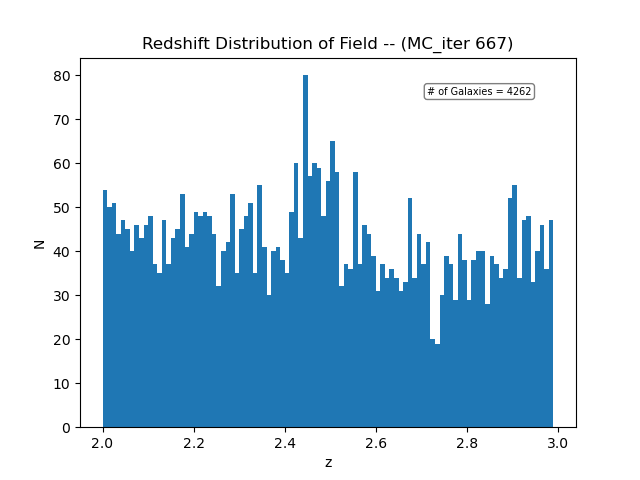 Redshift Distribution of Field -- (MC_iter 667)
# of Galaxies = 4262
80
70
60
50
40
30
20
10
0
N
2.0 2.2 2.4 2.6 2.8 3.0
z